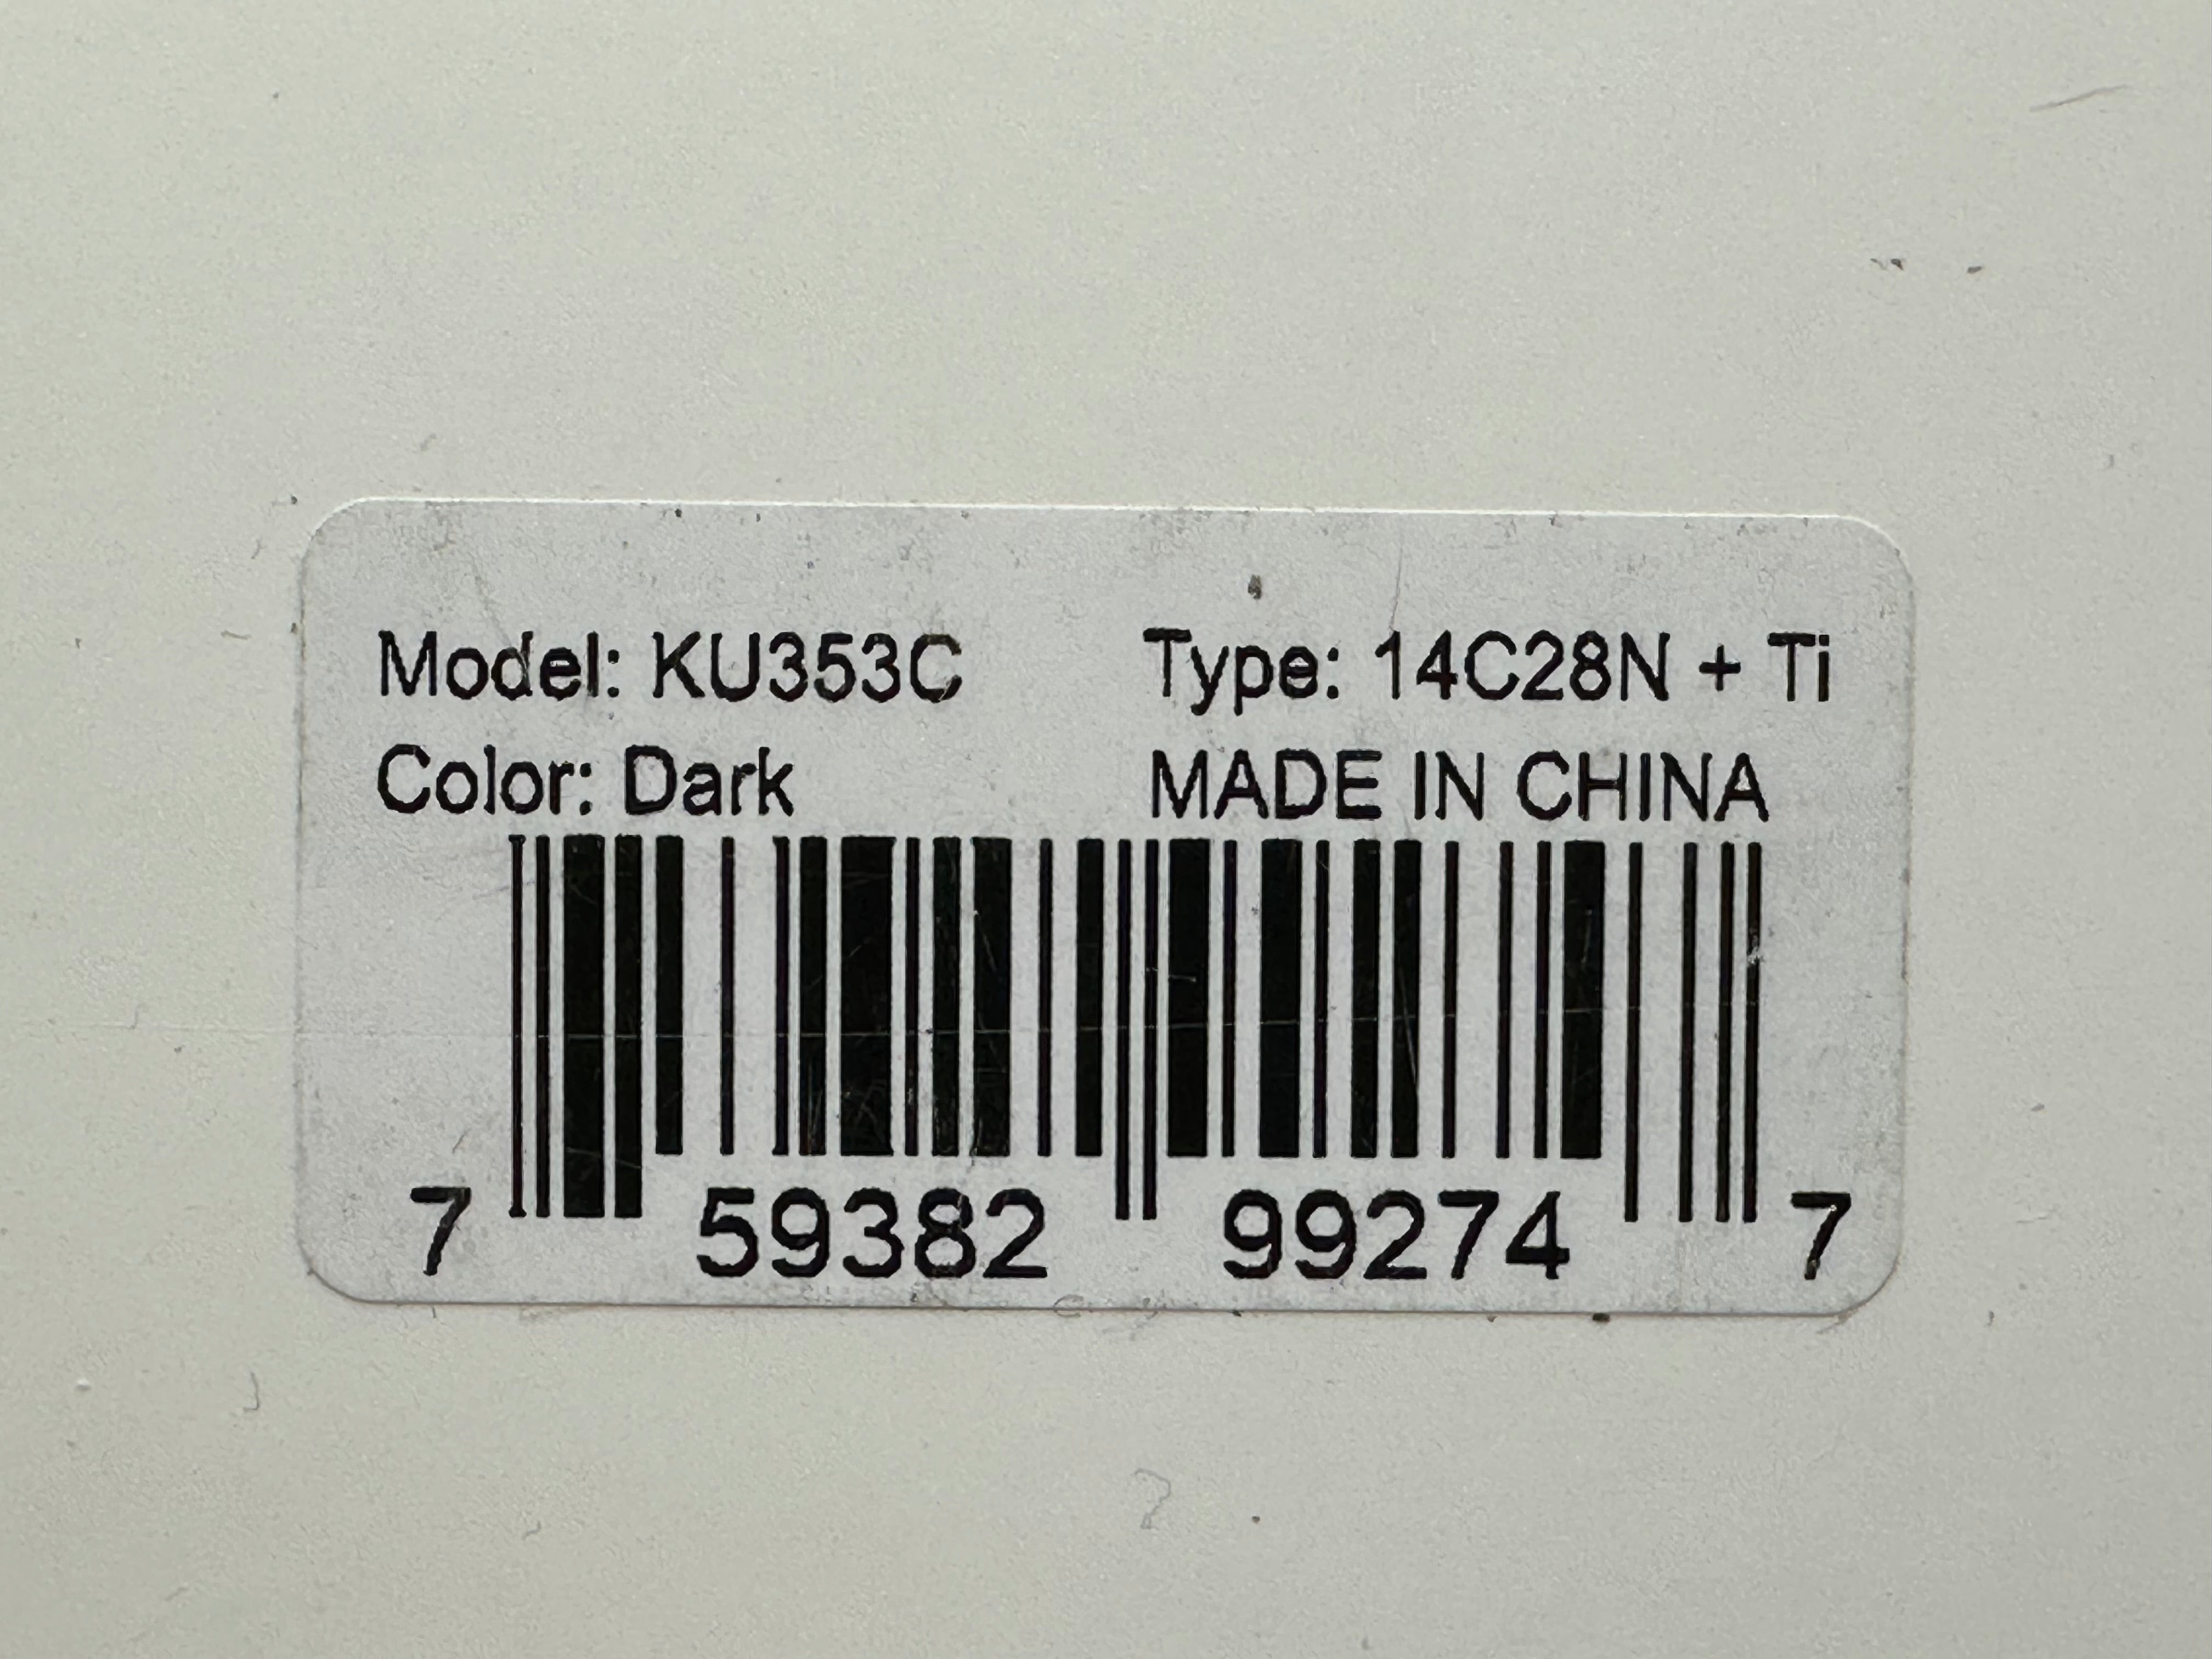 Model: KU353C Type: 14C28N + Ti
Color: Dark MADE IN CHINA
7 59382 99274 7